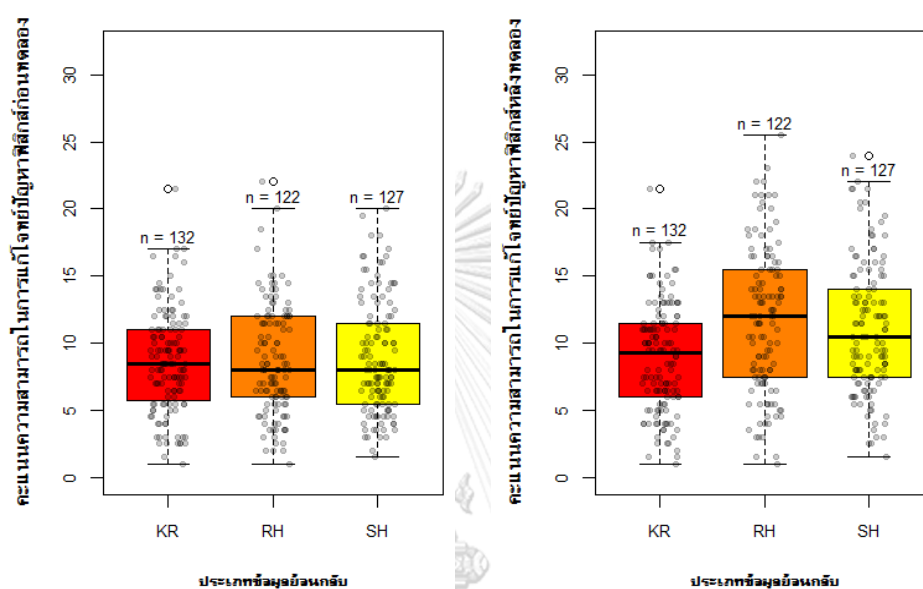 คะแนนความสามารถในการแก้โจทย์ปัญหาฟิสิกส์ก่อนทดลอง
30
25
20
15
10
5
0
n = 132
n = 122
n = 127
KR
RH
SH
ประเภทข้อมูลย้อนกลับ
คะแนนความสามารถในการแก้โจทย์ปัญหาฟิสิกส์หลังทดลอง
30
25
20
15
10
5
0
n = 132
n = 122
n = 127
KR
RH
SH
ประเภทข้อมูลย้อนกลับ